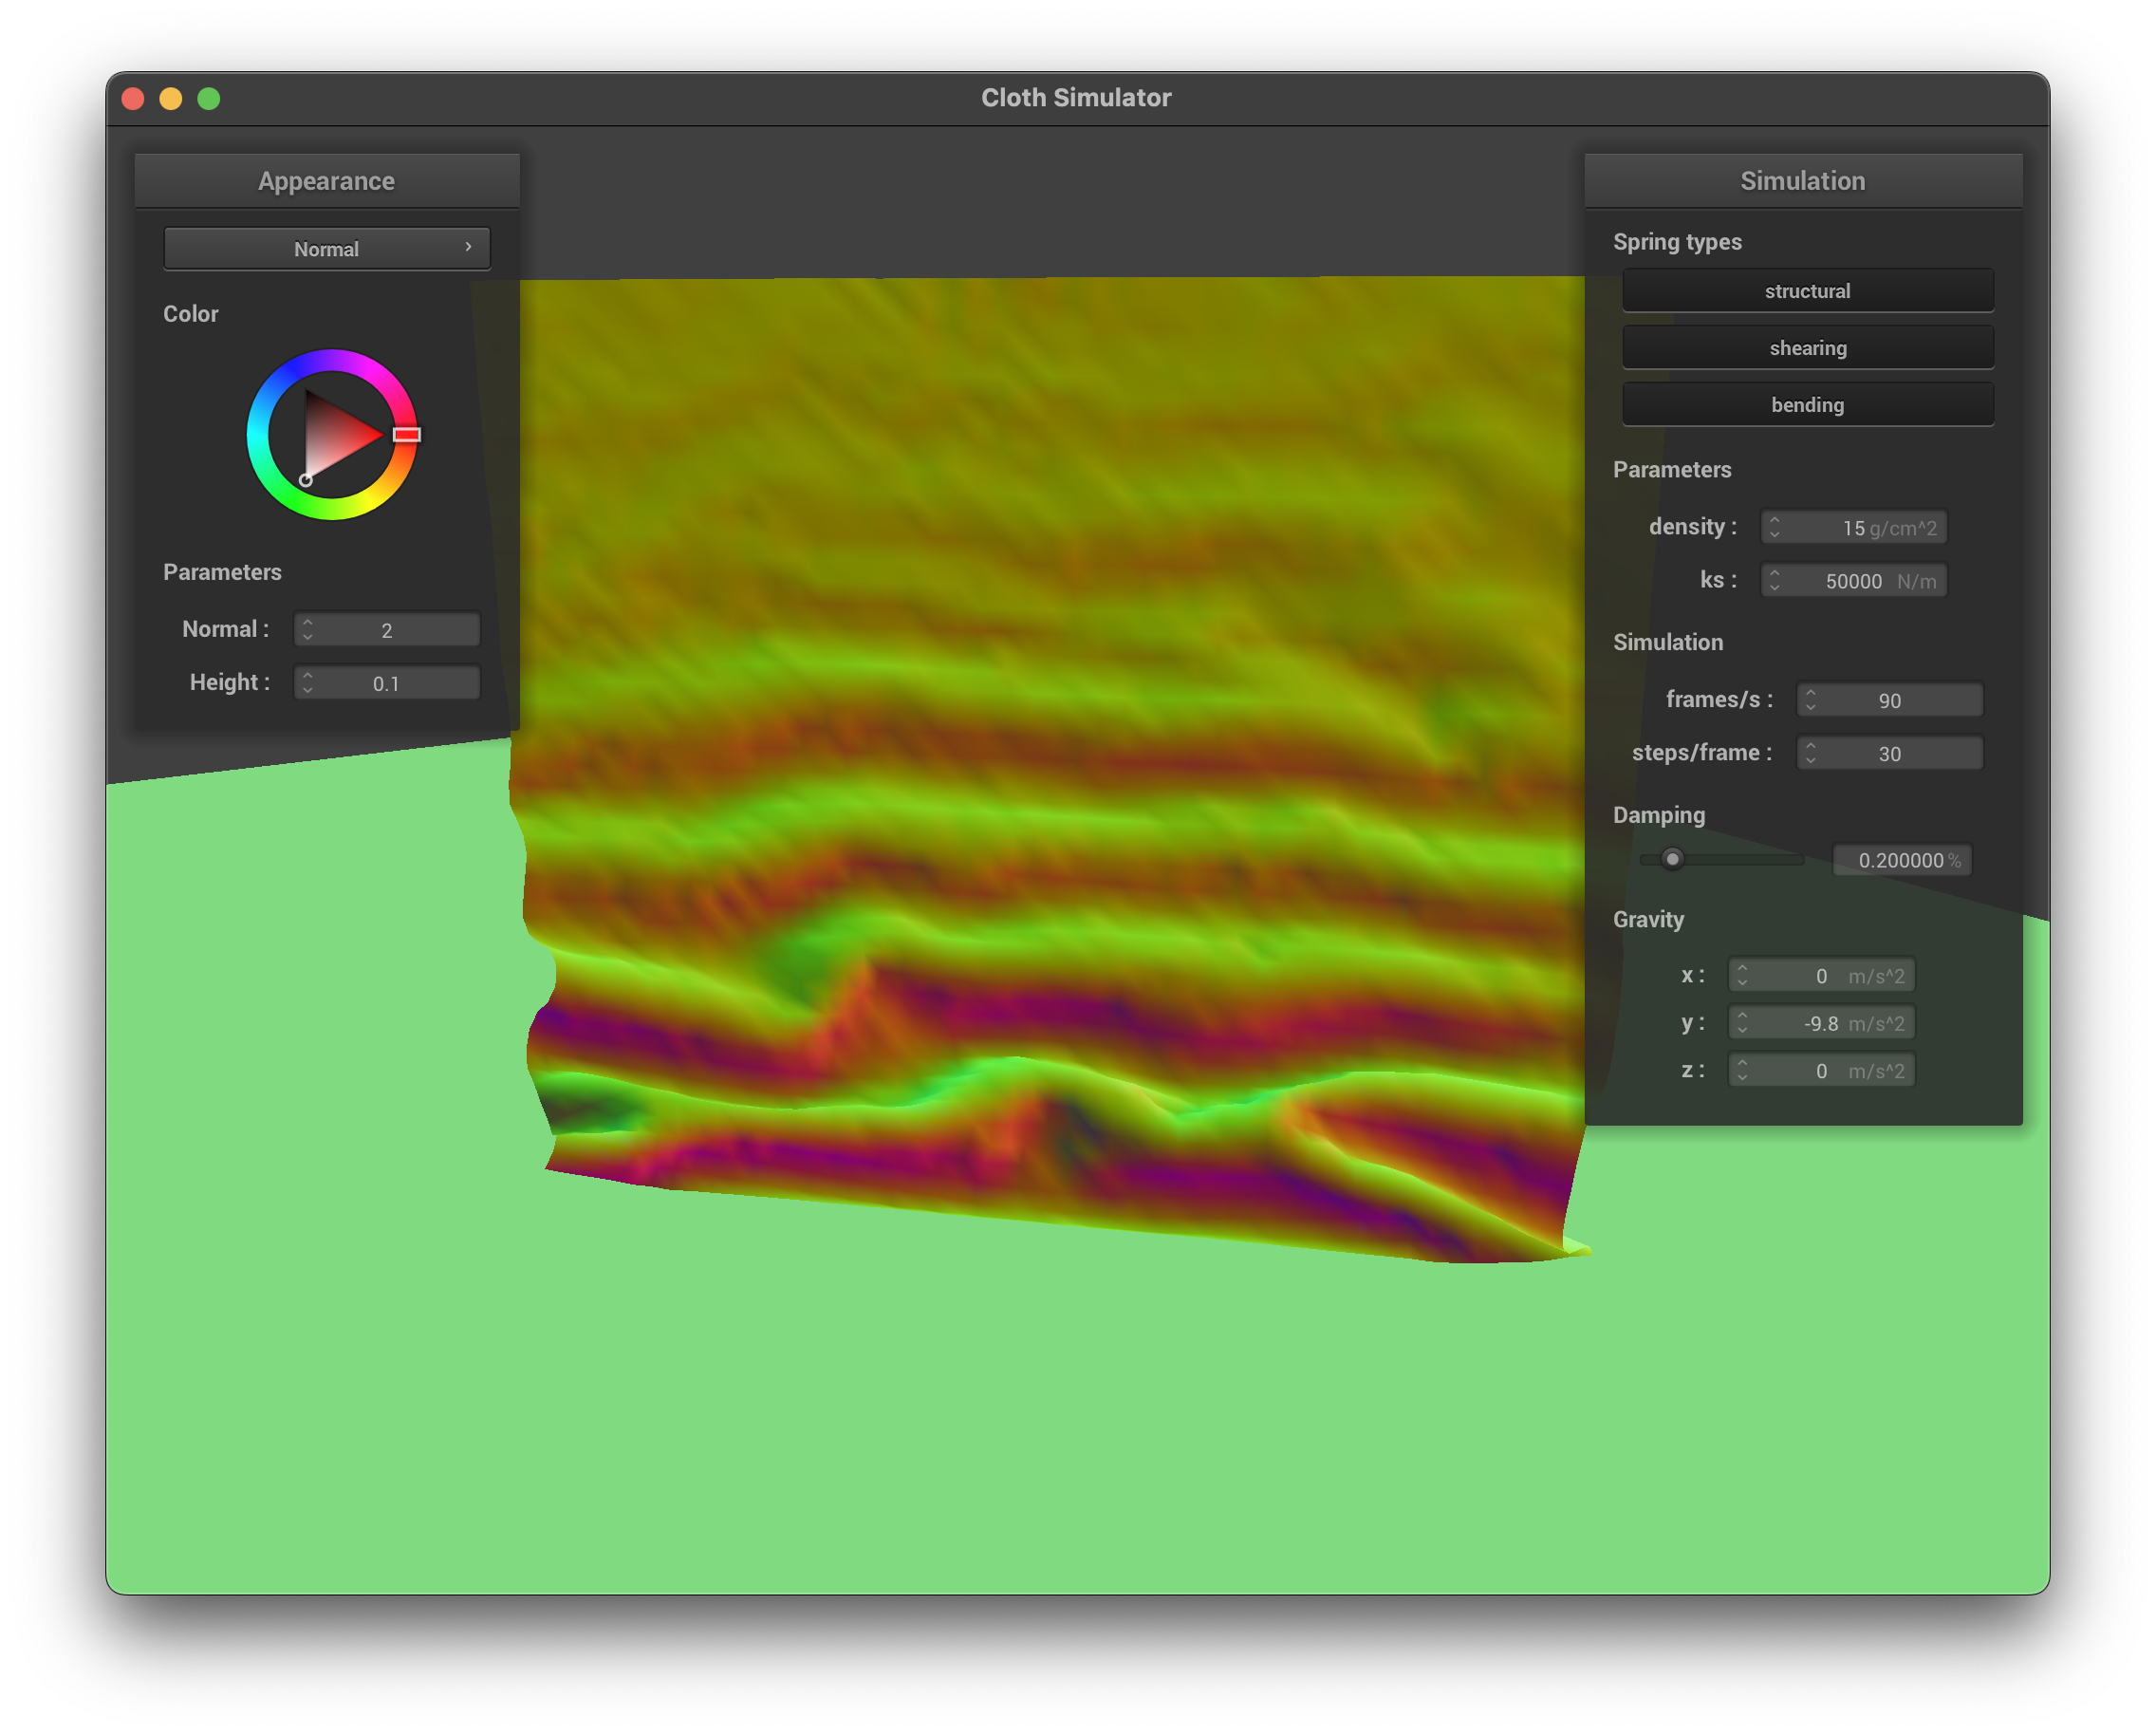 Cloth Simulator
Appearance
Normal
Color
Parameters
Normal : 2
Height : 0.1
Simulation
Spring types
structural
shearing
bending
Parameters
density : 15 g/cm^2
ks : 50000 N/m
Simulation
frames/s : 90
steps/frame : 30
Damping
0.200000 %
Gravity
x : 0 m/s^2
y : -9.8 m/s^2
z : 0 m/s^2